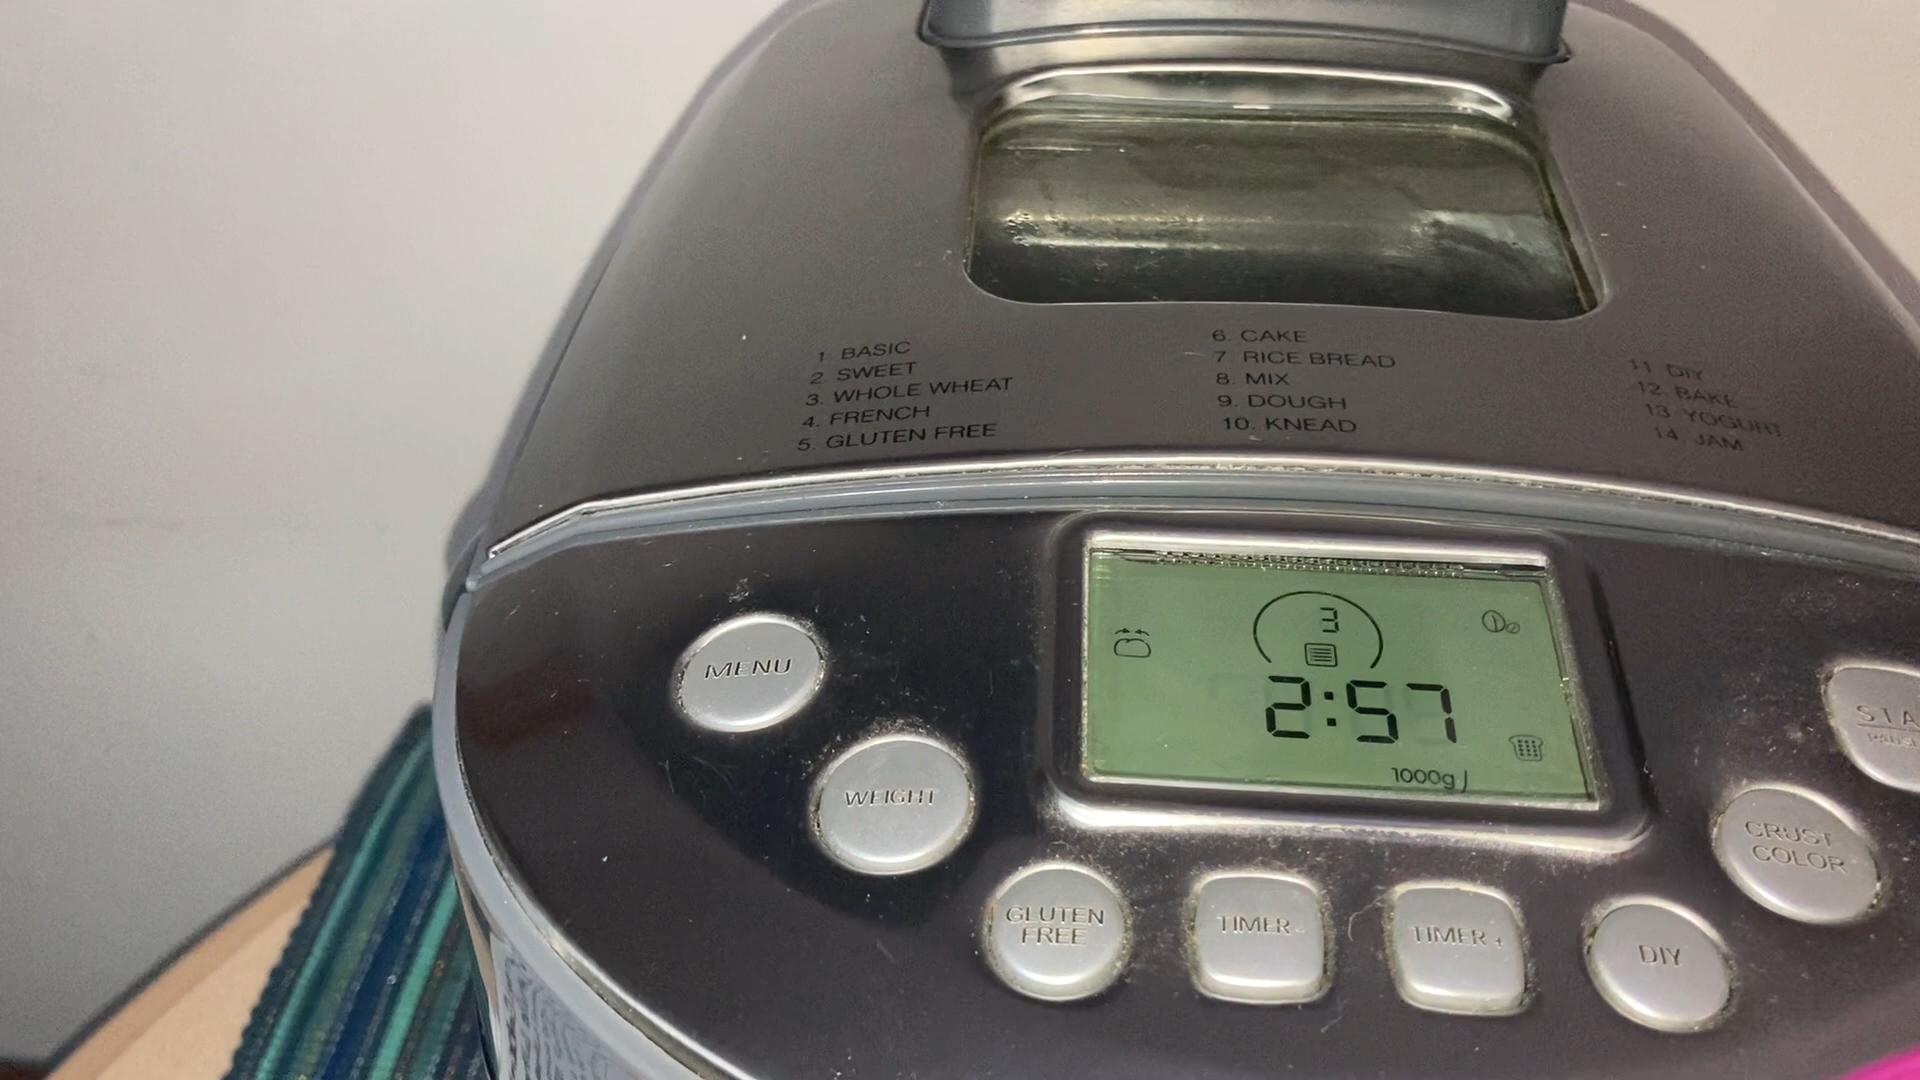 1. BASIC
2. SWEET
3. WHOLE WHEAT
4. FRENCH
5. GLUTEN FREE
6. CAKE
7. RICE BREAD
8. MIX
9. DOUGH
10. KNEAD
11. DIY
12. BAKE
13. YOGURT
14. JAM
3
2:57
1000g
MENU
WEIGHT
GLUTEN
FREE
TIMER -
TIMER +
DIY
CRUST
COLOR
STA